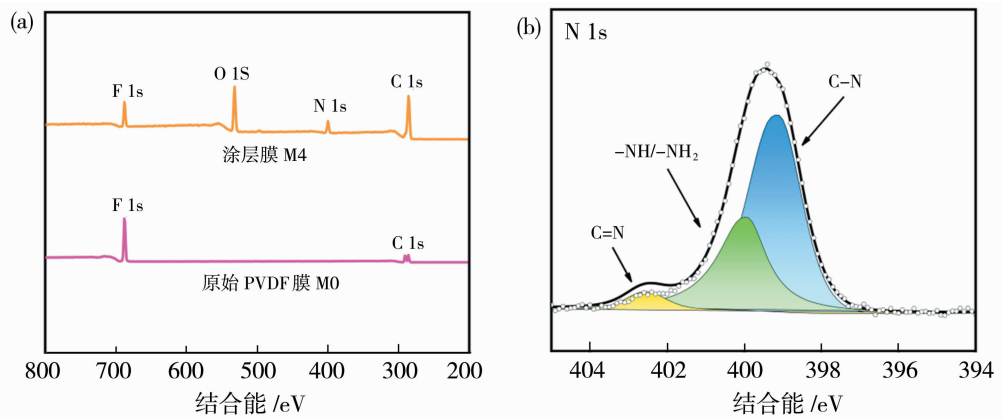 (a)
F 1s
O 1S
N 1s
C 1s
涂层膜 M4
F 1s
C 1s
原始 PVDF 膜 M0
800 700 600 500 400 300 200
结合能 /eV
(b)
N 1s
C-N
-NH/-NH₂
C=N
404 402 400 398 396 394
结合能 /eV